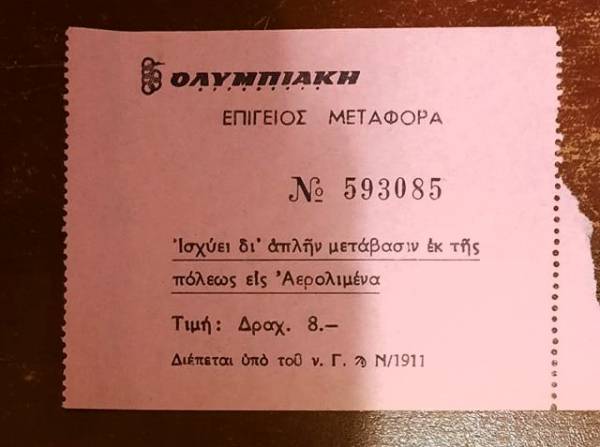 ΟΛΥΜΠΙΑΚΗ
ΕΠΙΓΕΙΟΣ ΜΕΤΑΦΟΡΑ
№ 593085
Ἰσχύει δι' ἁπλῆν μετάβασιν ἐκ τῆς
πόλεως εἰς Ἀερολιμένα
Τιμή: Δραχ. 8.—
Διέπεται ὑπὸ τοῦ ν. Γ. ϡ Ν/1911